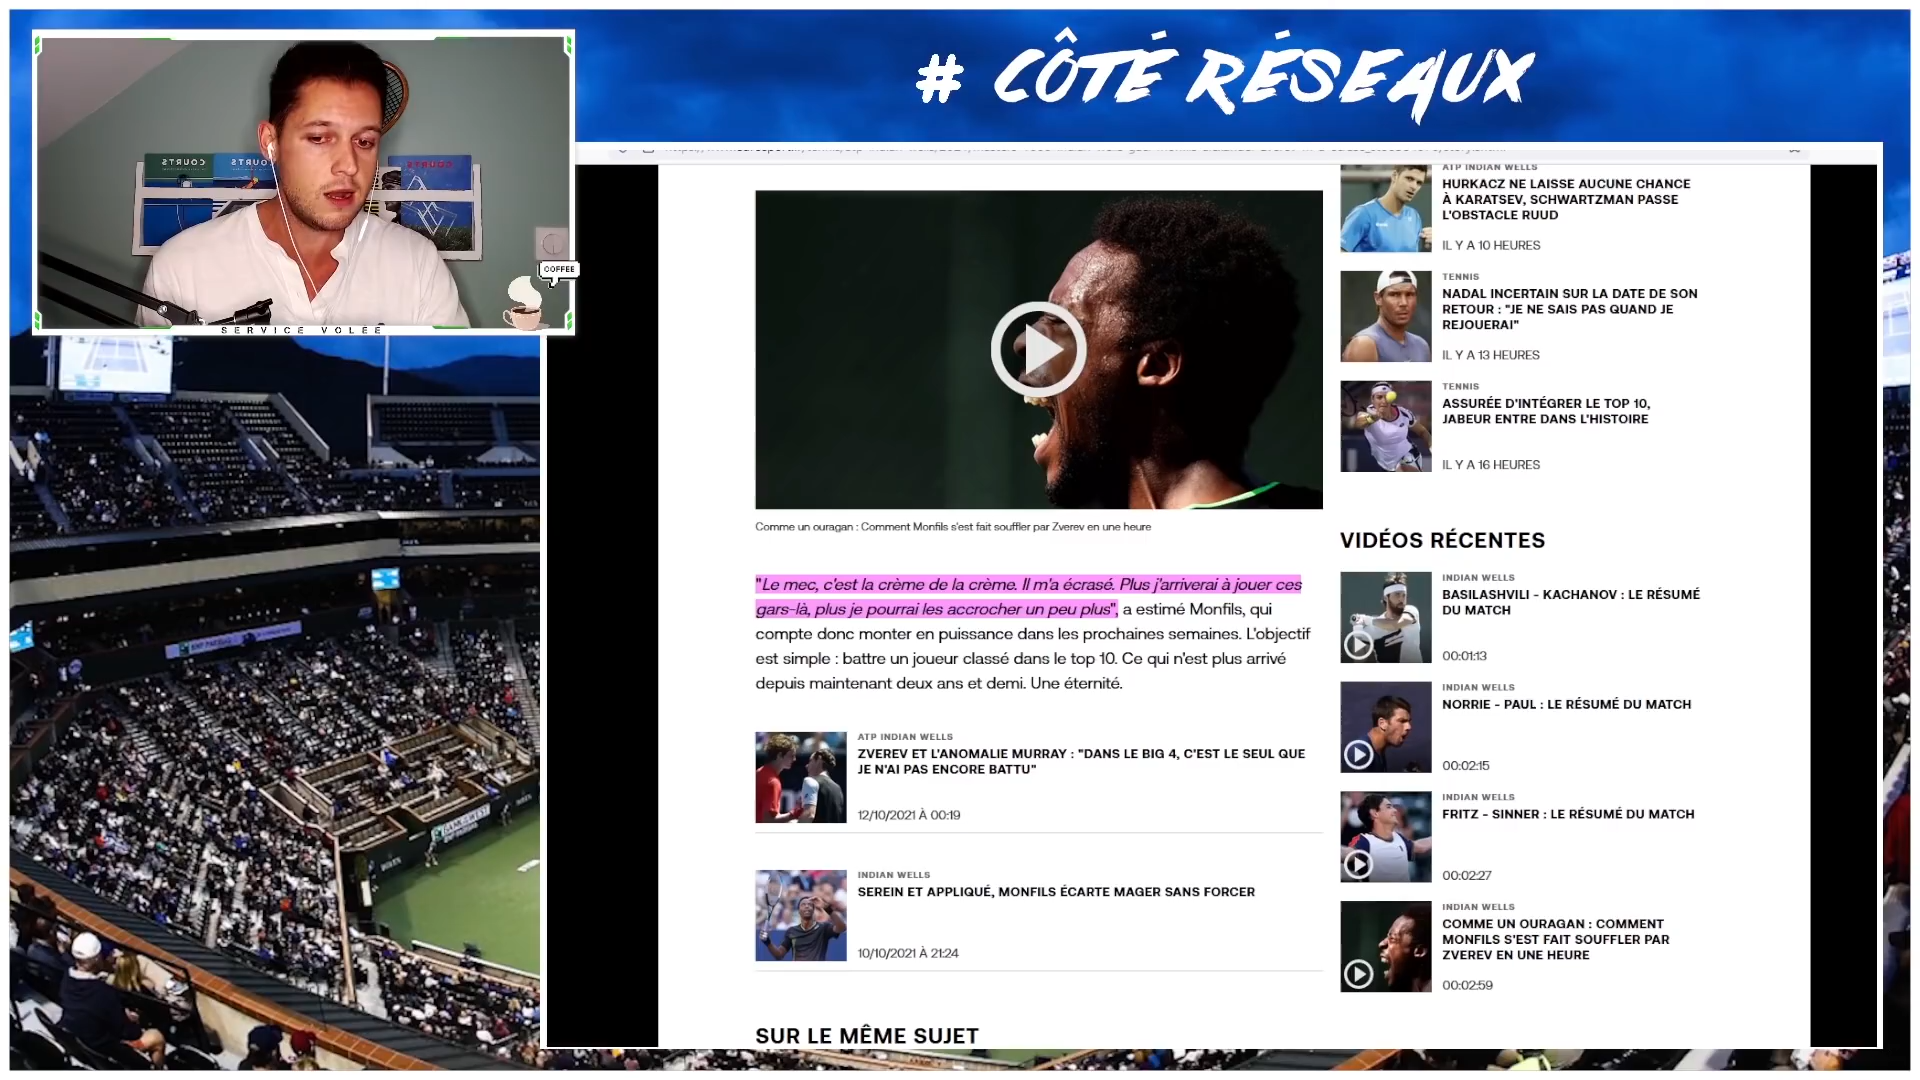 # CÔTÉ RÉSEAUX
COURTS
COURTS
COURTS
COFFEE
SERVICE VOLEE
Comme un ouragan : Comment Monfils s'est fait souffler par Zverev en une heure
"Le mec, c'est la crème de la crème. Il m'a écrasé. Plus j'arriverai à jouer ces
gars-là, plus je pourrai les accrocher un peu plus", a estimé Monfils, qui
compte donc monter en puissance dans les prochaines semaines. L'objectif
est simple : battre un joueur classé dans le top 10. Ce qui n'est plus arrivé
depuis maintenant deux ans et demi. Une éternité.
ATP INDIAN WELLS
ZVEREV ET L'ANOMALIE MURRAY : "DANS LE BIG 4, C'EST LE SEUL QUE
JE N'AI PAS ENCORE BATTU"
12/10/2021 À 00:19
INDIAN WELLS
SEREIN ET APPLIQUÉ, MONFILS ÉCARTE MAGER SANS FORCER
10/10/2021 À 21:24
SUR LE MÊME SUJET
ATP INDIAN WELLS
HURKACZ NE LAISSE AUCUNE CHANCE
À KARATSEV, SCHWARTZMAN PASSE
L'OBSTACLE RUUD
IL Y A 10 HEURES
TENNIS
NADAL INCERTAIN SUR LA DATE DE SON
RETOUR : "JE NE SAIS PAS QUAND JE
REJOUERAI"
IL Y A 13 HEURES
TENNIS
ASSURÉE D'INTÉGRER LE TOP 10,
JABEUR ENTRE DANS L'HISTOIRE
IL Y A 16 HEURES
VIDÉOS RÉCENTES
INDIAN WELLS
BASILASHVILI - KACHANOV : LE RÉSUMÉ
DU MATCH
00:01:13
INDIAN WELLS
NORRIE - PAUL : LE RÉSUMÉ DU MATCH
00:02:15
INDIAN WELLS
FRITZ - SINNER : LE RÉSUMÉ DU MATCH
00:02:27
INDIAN WELLS
COMME UN OURAGAN : COMMENT
MONFILS S'EST FAIT SOUFFLER PAR
ZVEREV EN UNE HEURE
00:02:59